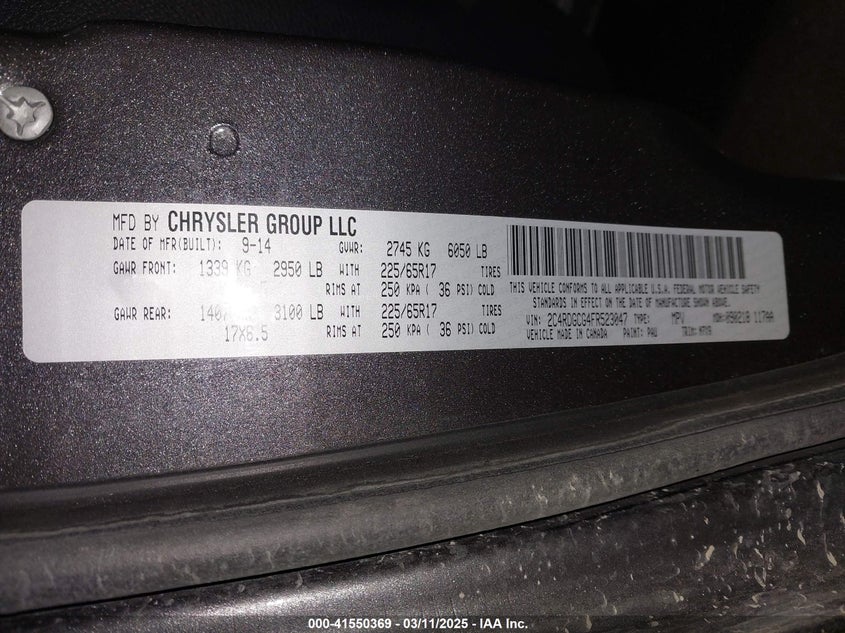 MFD BY CHRYSLER GROUP LLC
DATE OF MFR(BUILT): 9-14 GVWR: 2745 KG 6050 LB
GAWR FRONT: 1339 KG 2950 LB WITH 225/65R17 TIRES
RIMS AT 250 KPA ( 36 PSI) COLD
GAWR REAR: 3100 LB WITH 225/65R17 TIRES
17X6.5 RIMS AT 250 KPA ( 36 PSI) COLD
THIS VEHICLE CONFORMS TO ALL APPLICABLE U.S.A. FEDERAL MOTOR VEHICLE SAFETY
STANDARDS IN EFFECT ON THE DATE OF MANUFACTURE SHOWN ABOVE.
VIN: 2C4RDGCG4FR523047 TYPE: MPV MDH: 090218 117AA
VEHICLE MADE IN CANADA PAINT: PAU TRIM:
000-41550369 - 03/11/2025 - IAA Inc.